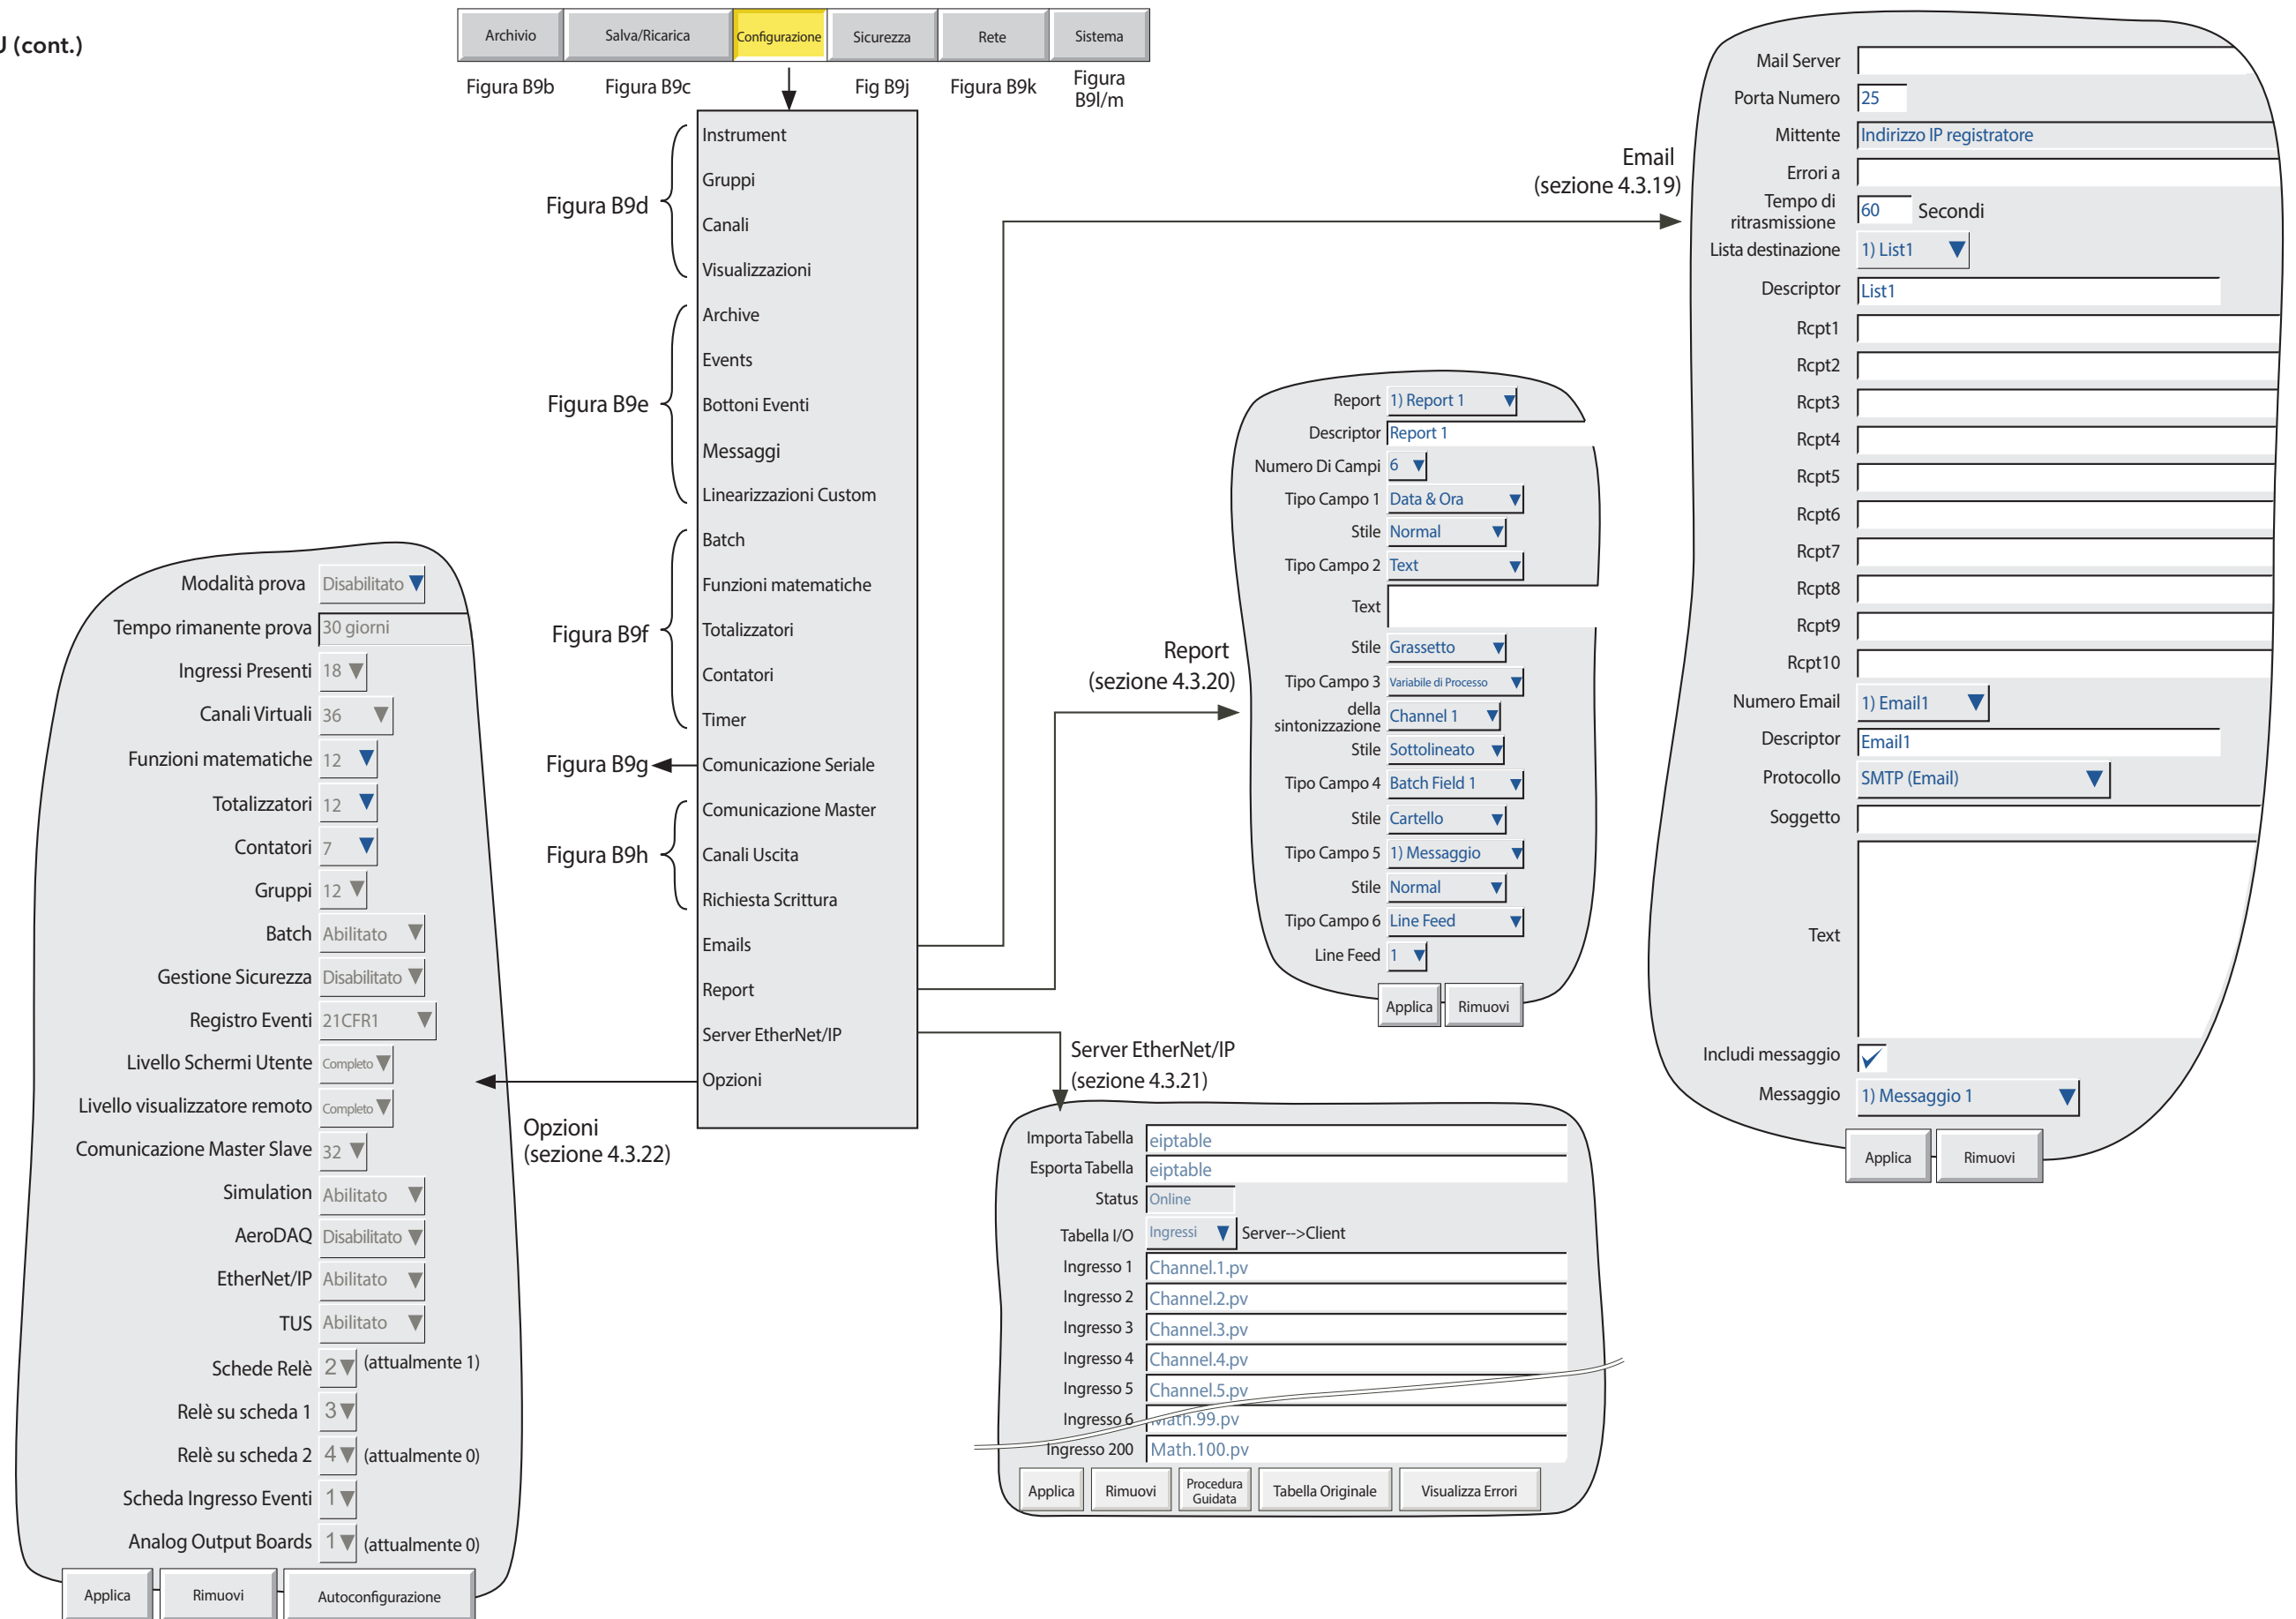 J (cont.)
Archivio
Salva/Ricarica
Configurazione
Sicurezza
Rete
Sistema
Figura B9b
Figura B9c
Fig B9j
Figura B9k
Figura
B9l/m
Instrument
Gruppi
Canali
Visualizzazioni
Archive
Events
Bottoni Eventi
Messaggi
Linearizzazioni Custom
Batch
Funzioni matematiche
Totalizzatori
Contatori
Timer
Comunicazione Seriale
Comunicazione Master
Canali Uscita
Richiesta Scrittura
Emails
Report
Server EtherNet/IP
Opzioni
Figura B9d
Figura B9e
Figura B9f
Figura B9g
Figura B9h
Opzioni
(sezione 4.3.22)
Modalità prova Disabilitato
Tempo rimanente prova 30 giorni
Ingressi Presenti 18
Canali Virtuali 36
Funzioni matematiche 12
Totalizzatori 12
Contatori 7
Gruppi 12
Batch Abilitato
Gestione Sicurezza Disabilitato
Registro Eventi 21CFR1
Livello Schermi Utente Completo
Livello visualizzatore remoto Completo
Comunicazione Master Slave 32
Simulation Abilitato
AeroDAQ Disabilitato
EtherNet/IP Abilitato
TUS Abilitato
Schede Relè 2 (attualmente 1)
Relè su scheda 1 3
Relè su scheda 2 4 (attualmente 0)
Scheda Ingresso Eventi 1
Analog Output Boards 1 (attualmente 0)
Applica
Rimuovi
Autoconfigurazione
Report
(sezione 4.3.20)
Report 1) Report 1
Descriptor Report 1
Numero Di Campi 6
Tipo Campo 1 Data & Ora
Stile Normal
Tipo Campo 2 Text
Text
Stile Grassetto
Tipo Campo 3 Variabile di Processo
della
sintonizzazione Channel 1
Stile Sottolineato
Tipo Campo 4 Batch Field 1
Stile Cartello
Tipo Campo 5 1) Messaggio
Stile Normal
Tipo Campo 6 Line Feed
Line Feed 1
Applica
Rimuovi
Server EtherNet/IP
(sezione 4.3.21)
Importa Tabella eiptable
Esporta Tabella eiptable
Status Online
Tabella I/O Ingressi Server-->Client
Ingresso 1 Channel.1.pv
Ingresso 2 Channel.2.pv
Ingresso 3 Channel.3.pv
Ingresso 4 Channel.4.pv
Ingresso 5 Channel.5.pv
Ingresso 6 Math.99.pv
Ingresso 200 Math.100.pv
Applica
Rimuovi
Procedura
Guidata
Tabella Originale
Visualizza Errori
Email
(sezione 4.3.19)
Mail Server
Porta Numero 25
Mittente Indirizzo IP registratore
Errori a
Tempo di
ritrasmissione 60 Secondi
Lista destinazione 1) List1
Descriptor List1
Rcpt1
Rcpt2
Rcpt3
Rcpt4
Rcpt5
Rcpt6
Rcpt7
Rcpt8
Rcpt9
Rcpt10
Numero Email 1) Email1
Descriptor Email1
Protocollo SMTP (Email)
Soggetto
Text
Includi messaggio
Messaggio 1) Messaggio 1
Applica
Rimuovi